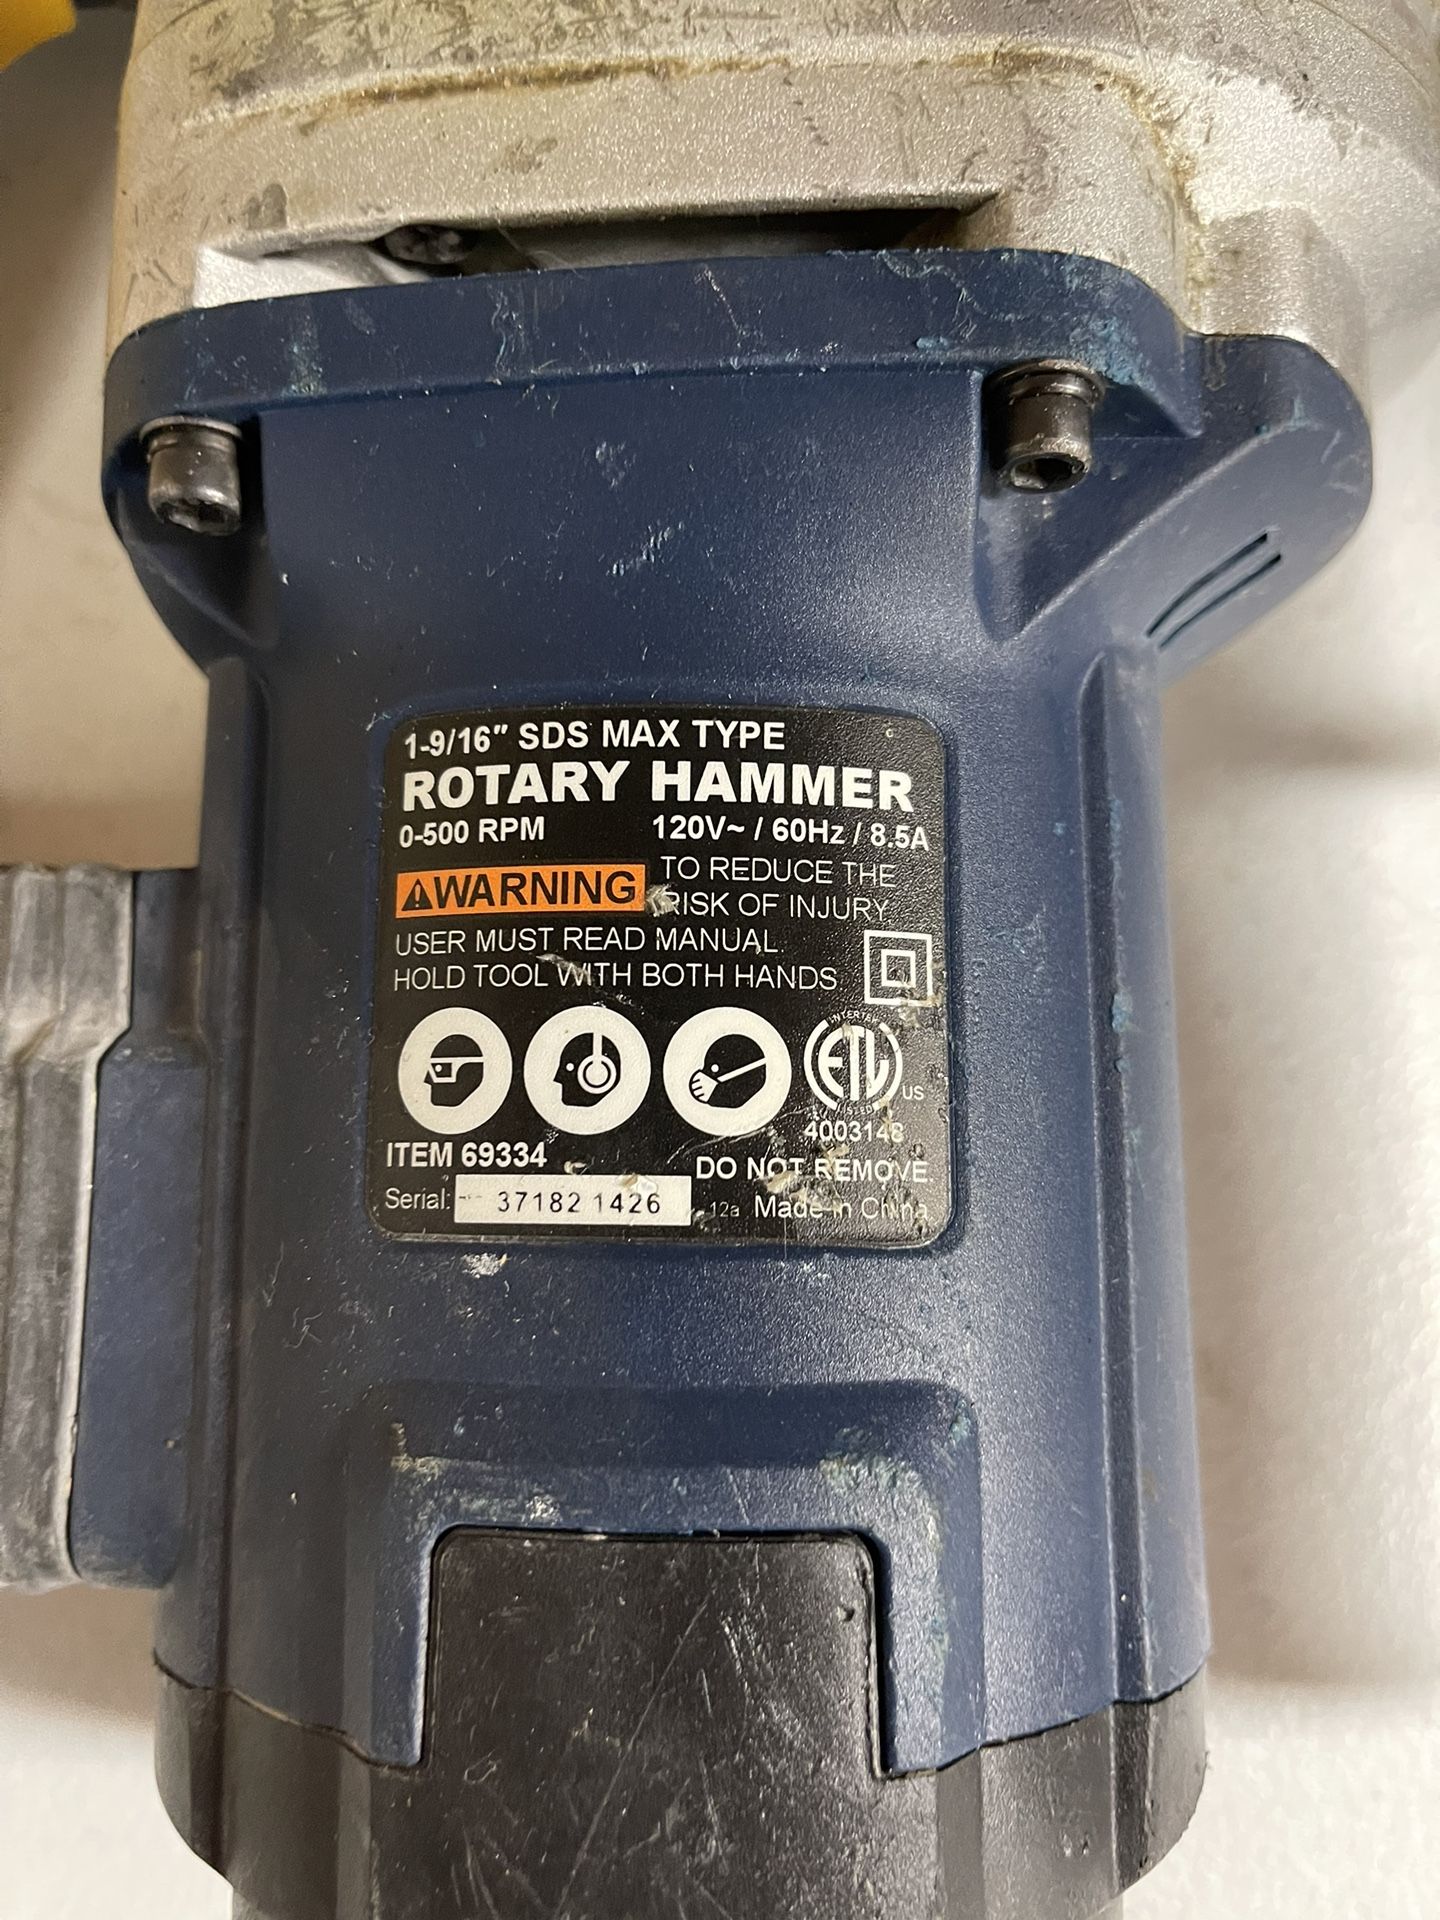 1-9/16" SDS MAX TYPE
ROTARY HAMMER
0-500 RPM 120V~ / 60Hz / 8.5A
WARNING TO REDUCE THE
RISK OF INJURY
USER MUST READ MANUAL.
HOLD TOOL WITH BOTH HANDS
INTERTEK
ETL
LISTED
US
4003148
ITEM 69334
DO NOT REMOVE.
Serial: 37182 1426 12a Made in China